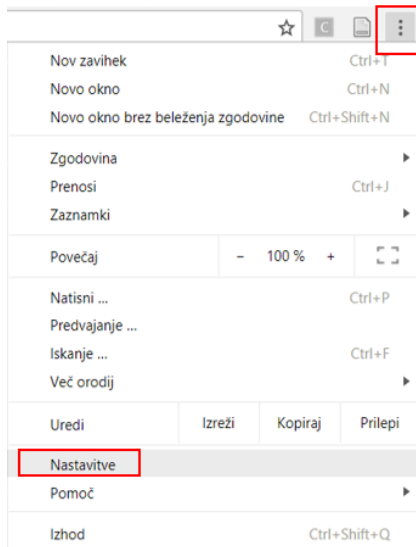 C
Nov zavihek Ctrl+T
Novo okno Ctrl+N
Novo okno brez beleženja zgodovine Ctrl+Shift+N
Zgodovina
Prenosi Ctrl+J
Zaznamki
Povečaj - 100 % +
Natisni ... Ctrl+P
Predvajanje ...
Iskanje ... Ctrl+F
Več orodij
Uredi Izreži Kopiraj Prilepi
Nastavitve
Pomoč
Izhod Ctrl+Shift+Q